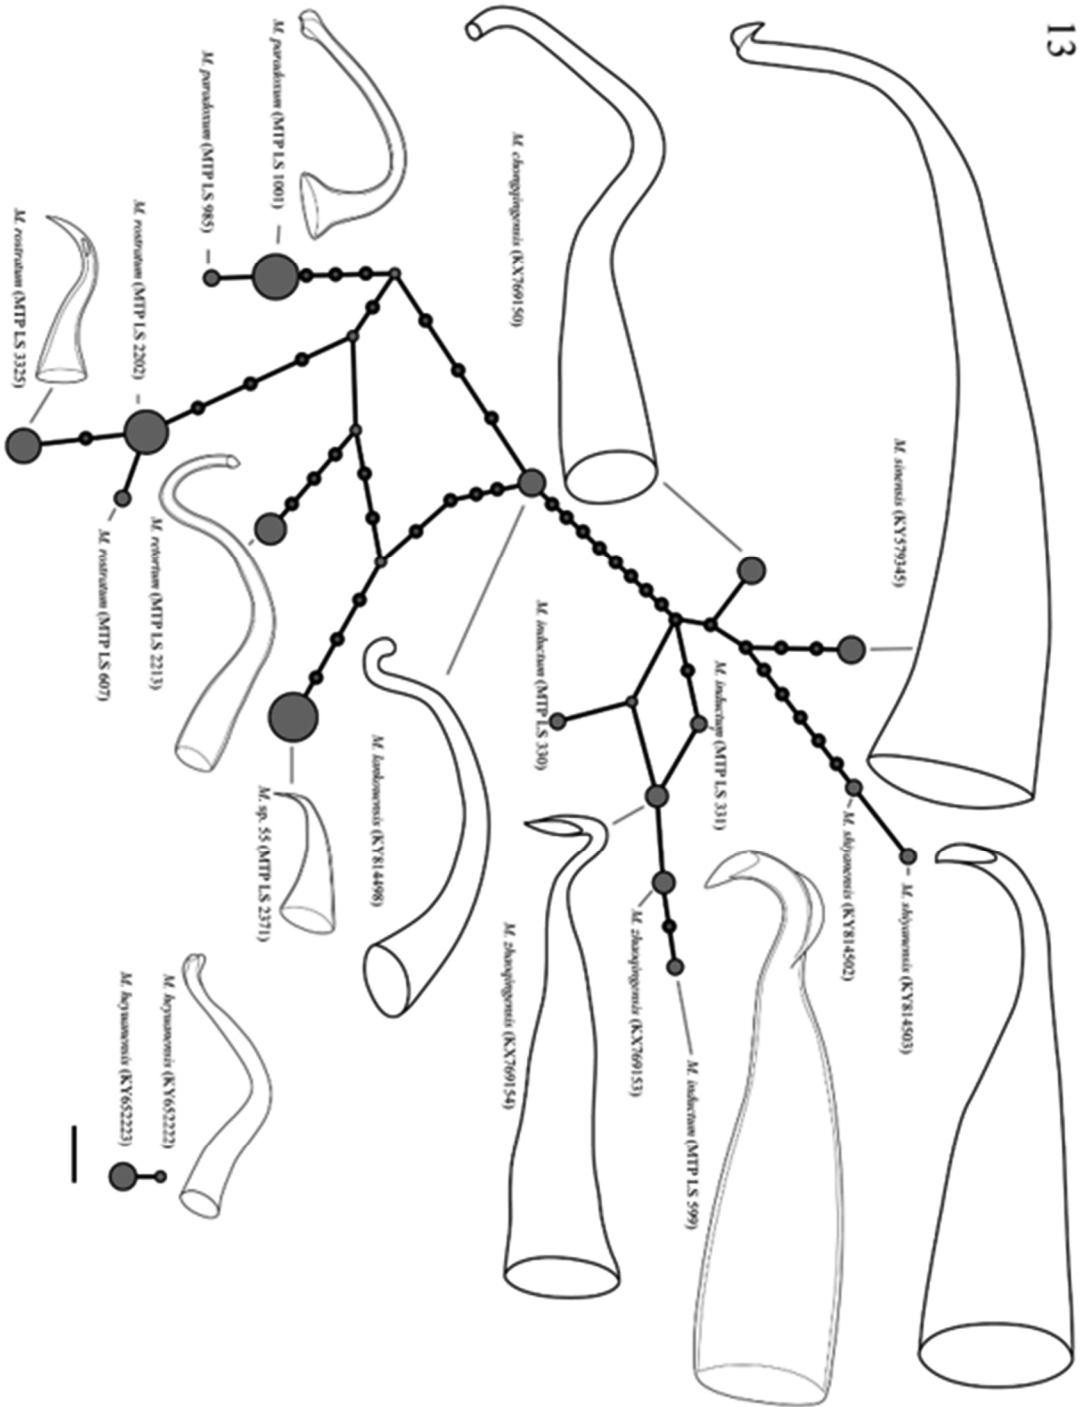 13
M. sinensis (KY579345)
M. shiyanensis (KY814503)
M. shiyanensis (KY814502)
M. inductum (MTP LS 331)
M. inductum (MTP LS 599)
M. zhaoqingensis (KX769153)
M. inductum (MTP LS 330)
M. chongqingensis (KX769150)
M. zhaoqingensis (KX769154)
M. lankonensis (KY814498)
M. paradoxum (MTP LS 1001)
M. sp. 55 (MTP LS 2371)
M. paradoxum (MTP LS 985)
M. retortum (MTP LS 2213)
M. heyuanensis (KY652222)
M. rostratum (MTP LS 2202)
M. heyuanensis (KY652223)
M. rostratum (MTP LS 607)
M. rostratum (MTP LS 3325)